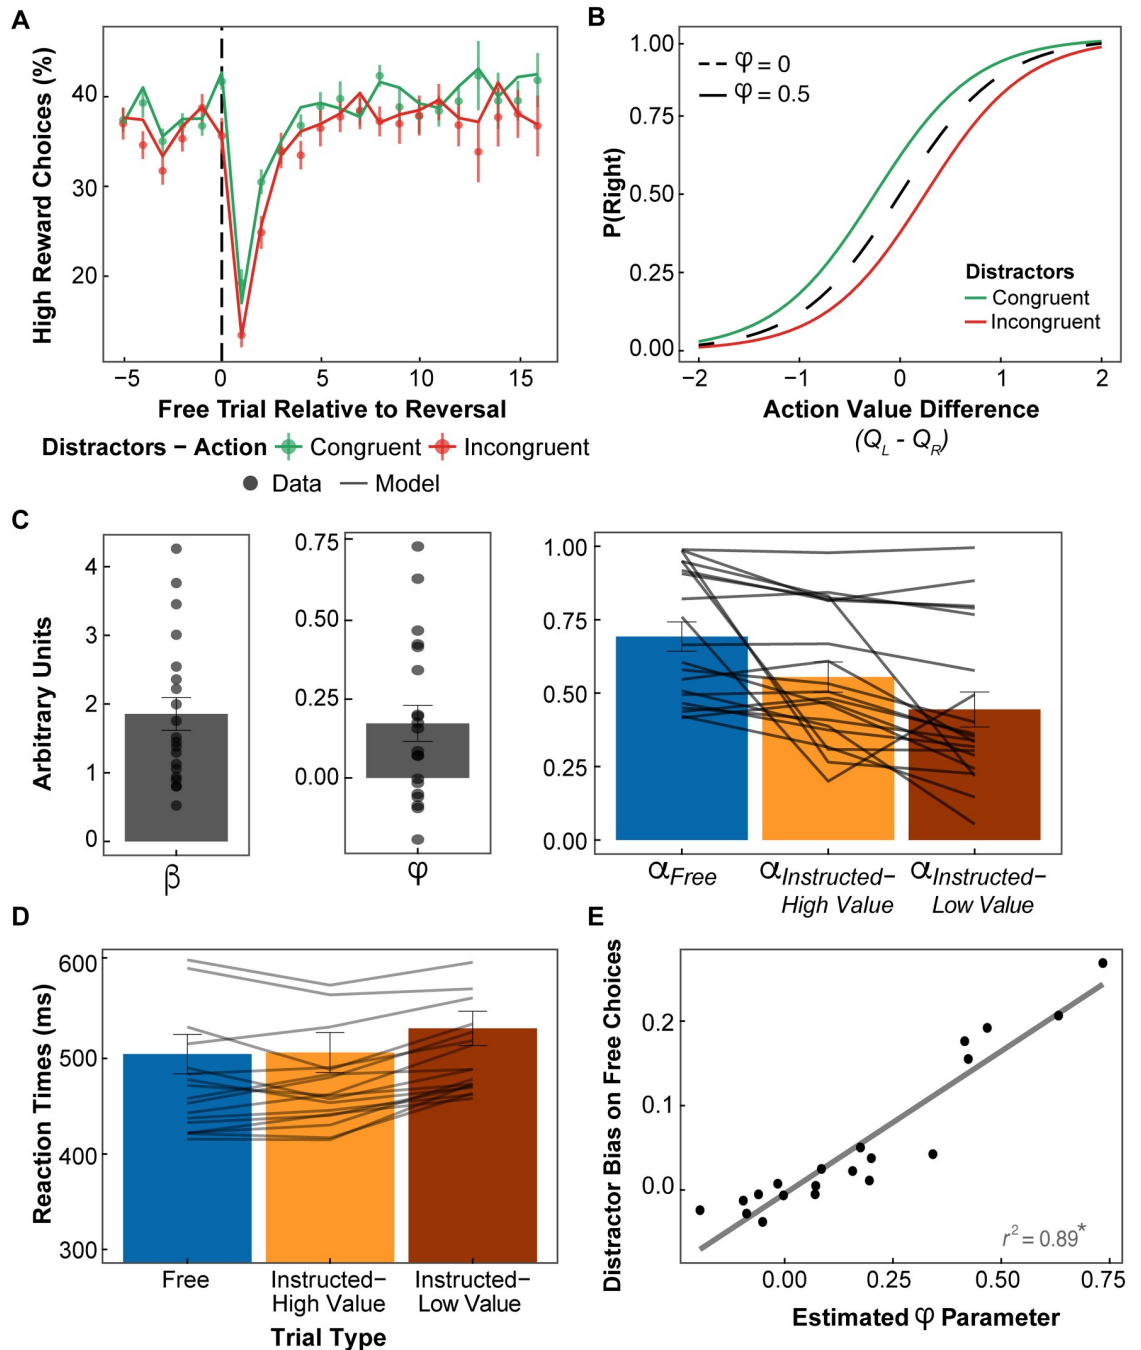 A
High Reward Choices (%)
40
30
20
−5
0
5
10
15
Free Trial Relative to Reversal
Distractors − Action Congruent Incongruent
Data Model
B
P(Right)
1.00
0.75
0.50
0.25
0.00
φ = 0
φ = 0.5
Distractors
Congruent
Incongruent
−2
−1
0
1
2
Action Value Difference
(QL - QR)
C
Arbitrary Units
4
3
2
1
0
β
0.75
0.50
0.25
0.00
φ
1.00
0.75
0.50
0.25
0.00
αFree
αInstructed−
High Value
αInstructed−
Low Value
D
Reaction Times (ms)
600
500
400
300
Free
Instructed−
High Value
Instructed−
Low Value
Trial Type
E
Distractor Bias on Free Choices
0.2
0.1
0.0
r² = 0.89*
0.00
0.25
0.50
0.75
Estimated φ Parameter